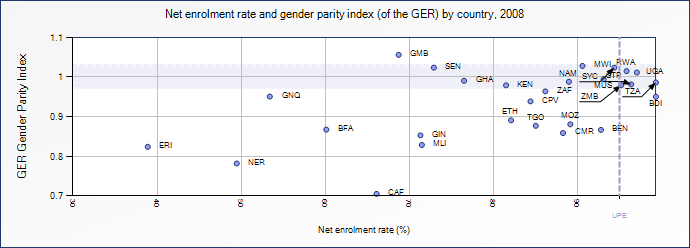 Net enrolment rate and gender parity index (of the GER) by country, 2008
GER Gender Parity Index
1.1
1
0.9
0.8
0.7
GMB
SEN
GHA
KEN
NAM
MWI
RWA
SYC
STP
UGA
ZAF
MUS
TZA
ZMB
BDI
GNQ
CPV
ETH
TGO
MOZ
BFA
GIN
CMR
BEN
MLI
ERI
NER
CAF
UPE
Net enrolment rate (%)